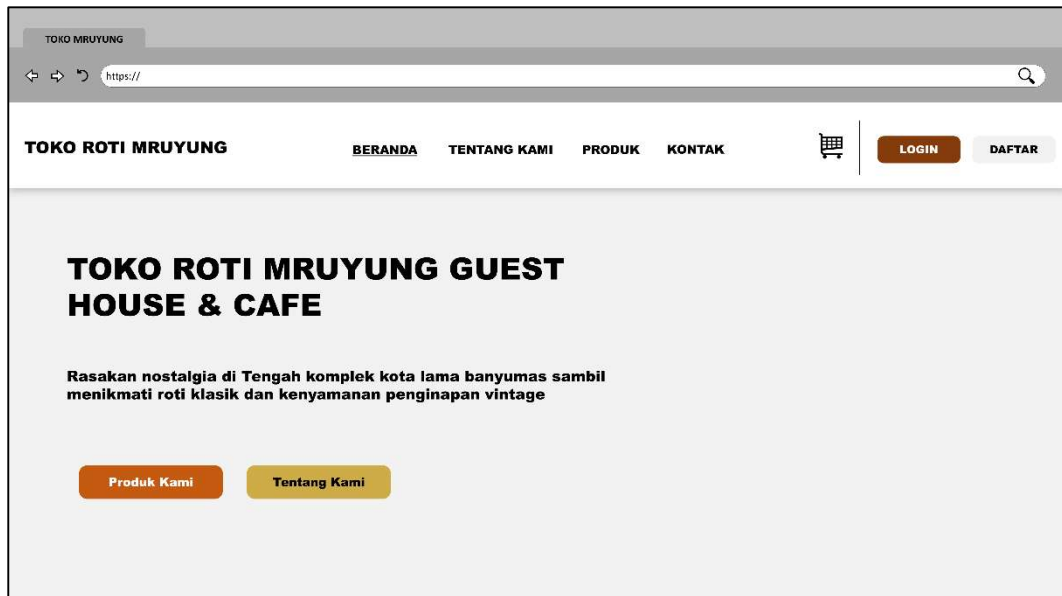 TOKO MRUYUNG
https://
TOKO ROTI MRUYUNG
BERANDA TENTANG KAMI PRODUK KONTAK
LOGIN DAFTAR
TOKO ROTI MRUYUNG GUEST
HOUSE & CAFE
Rasakan nostalgia di Tengah komplek kota lama banyumas sambil
menikmati roti klasik dan kenyamanan penginapan vintage
Produk Kami Tentang Kami